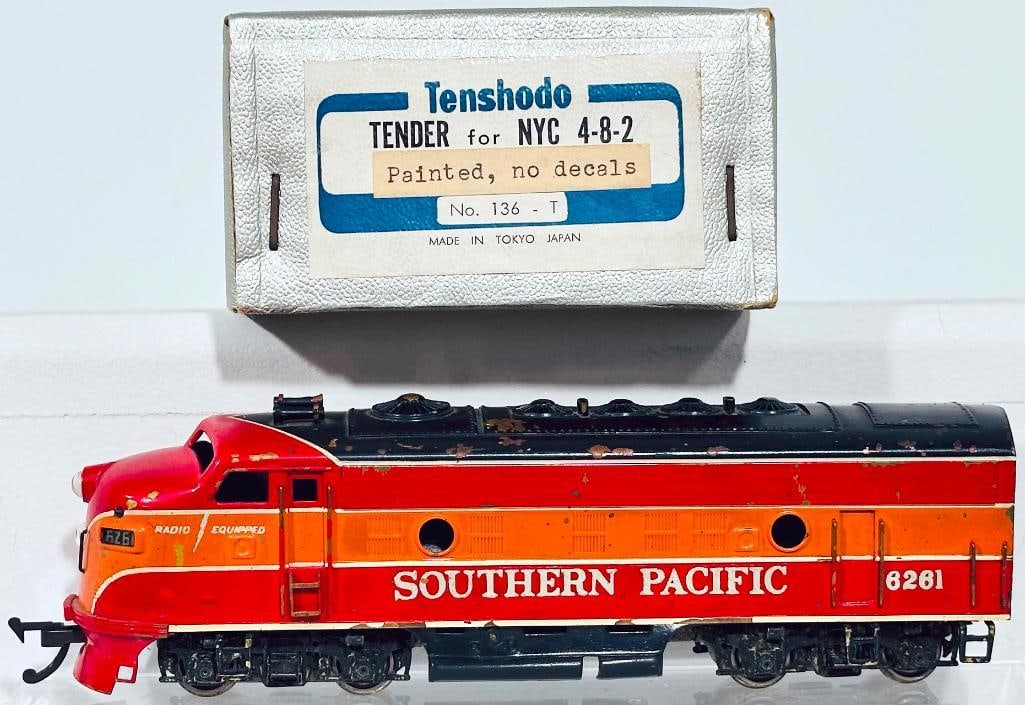 Tenshodo
TENDER for NYC 4-8-2
Painted, no decals
No. 136 - T
MADE IN TOKYO JAPAN
6261
RADIO EQUIPPED
SOUTHERN PACIFIC 6261